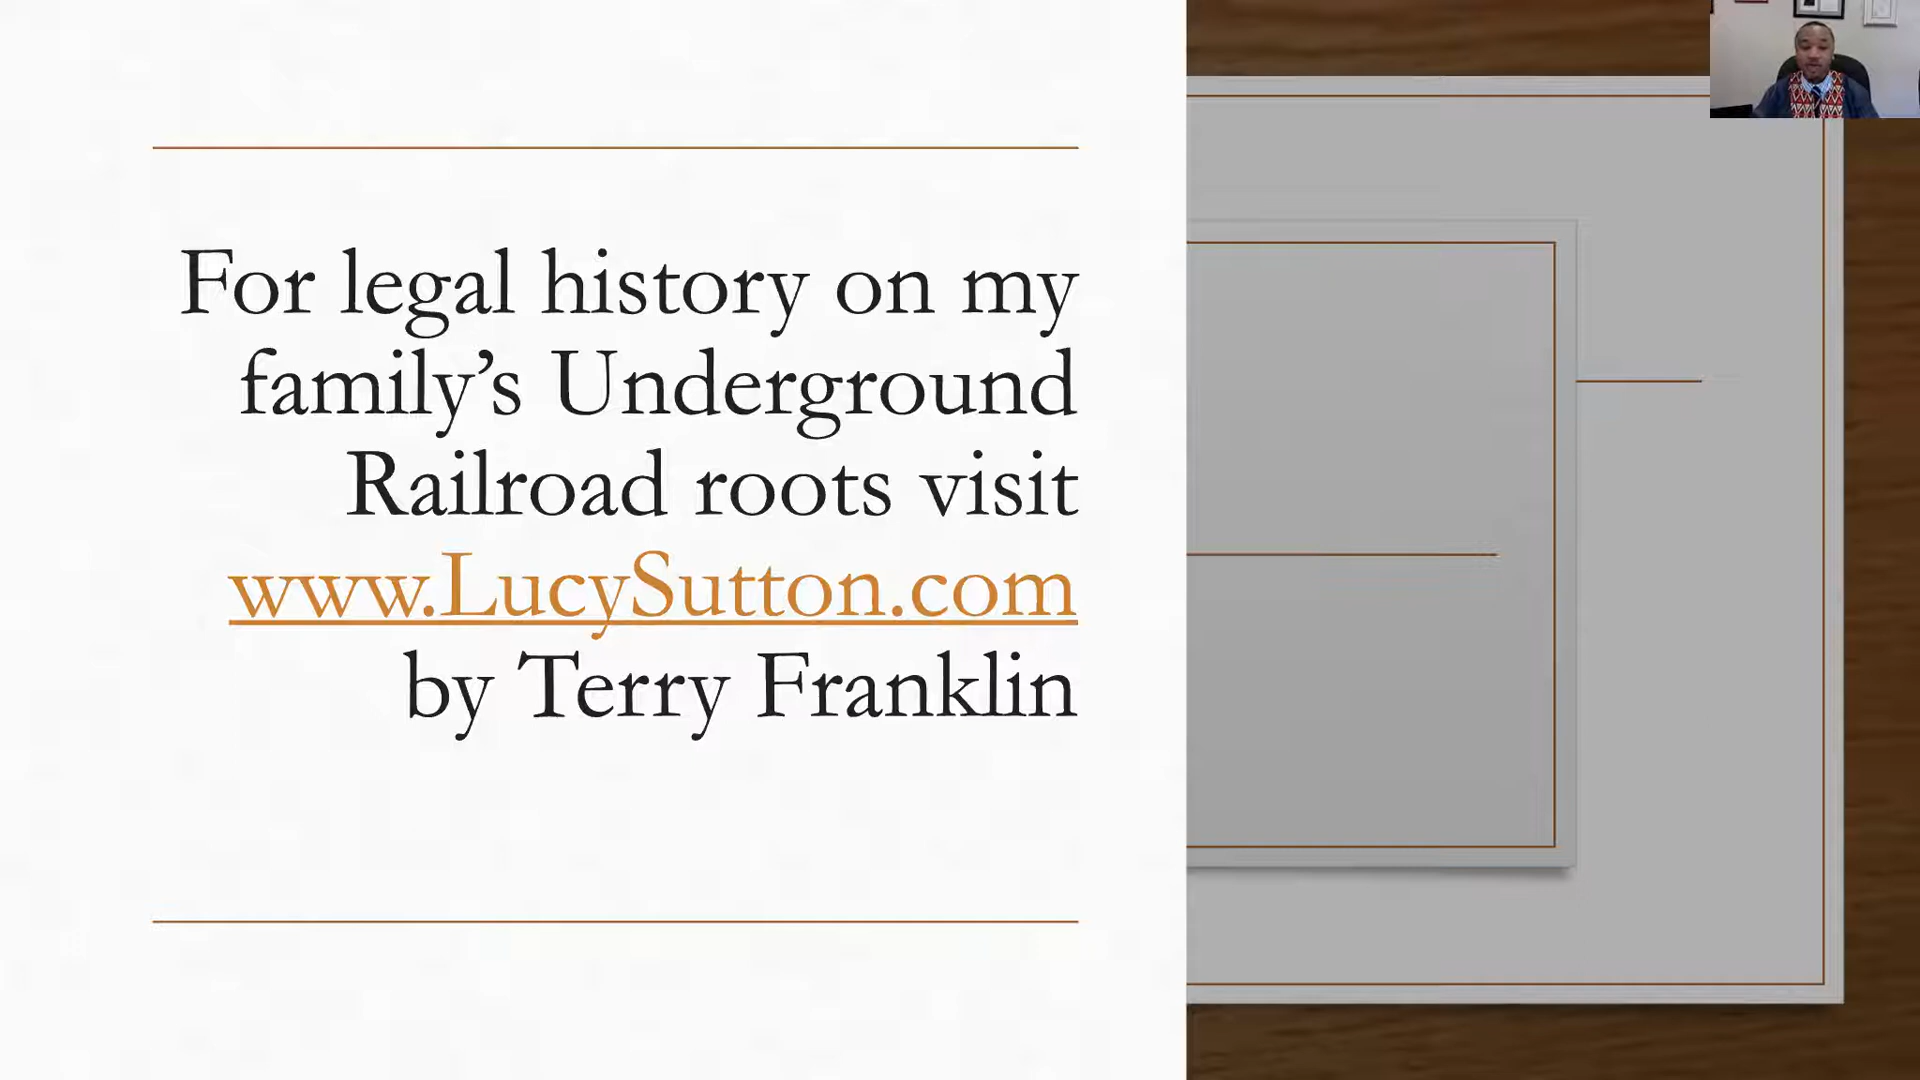 For legal history on my
family’s Underground
Railroad roots visit
www.LucySutton.com
by Terry Franklin